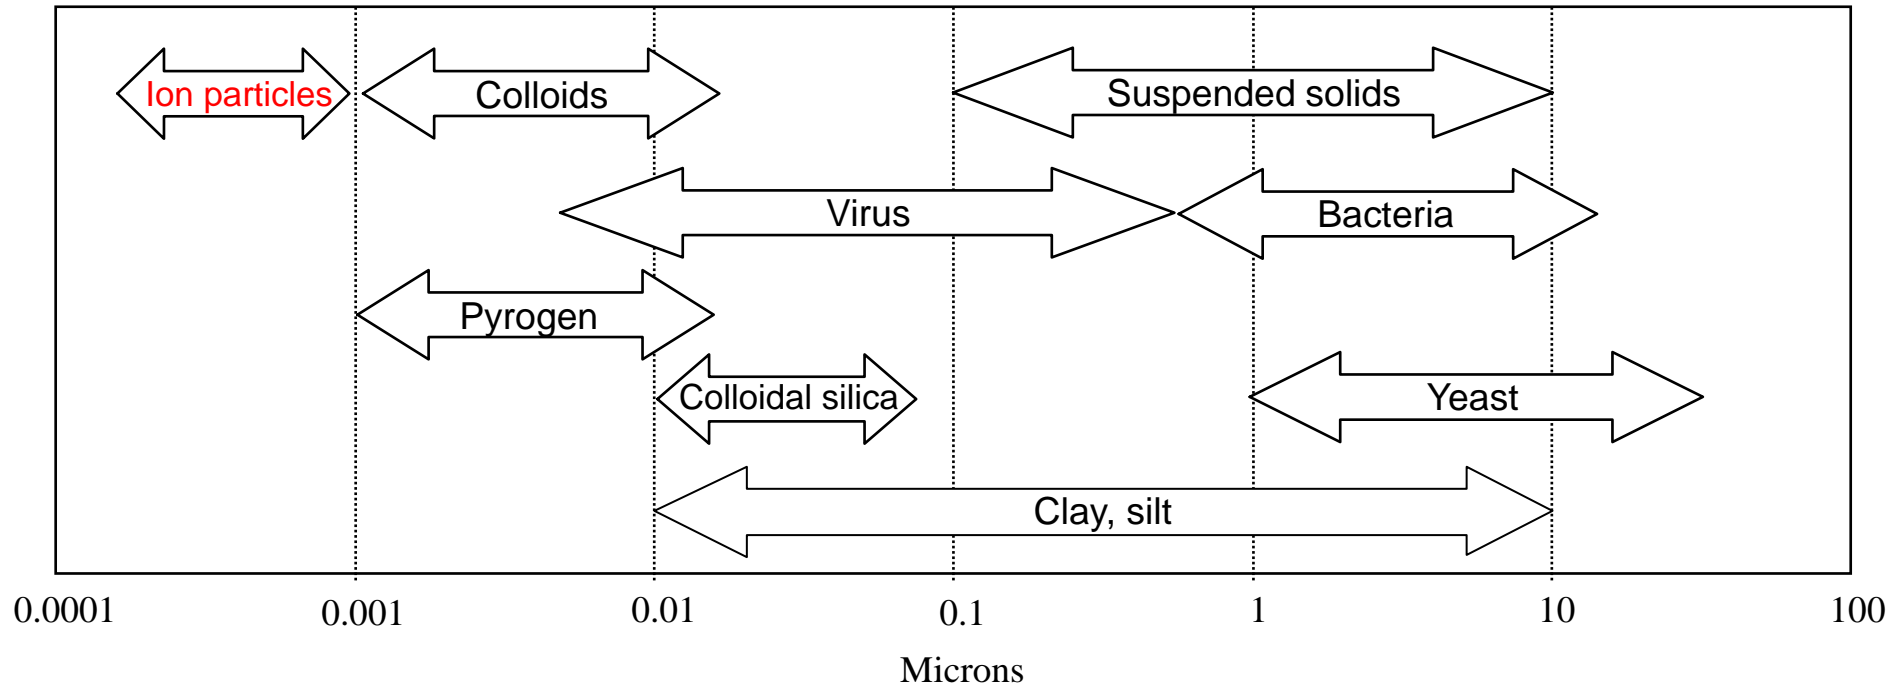 Ion particles
Colloids
Suspended solids
Virus
Bacteria
Pyrogen
Colloidal silica
Yeast
Clay, silt
0.0001
0.001
0.01
0.1
1
10
100
Microns